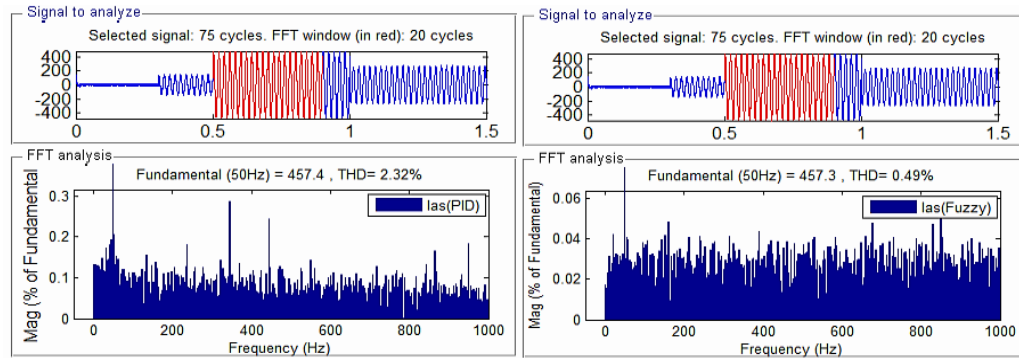 Signal to analyze
Selected signal: 75 cycles. FFT window (in red): 20 cycles
400
200
0
-200
-400
0
0.5
1
1.5
FFT analysis
Fundamental (50Hz) = 457.4 , THD= 2.32%
Ias(PID)
Mag (% of Fundamental)
0.3
0.2
0.1
0
0
200
400
600
800
1000
Frequency (Hz)
Signal to analyze
Selected signal: 75 cycles. FFT window (in red): 20 cycles
400
200
0
-200
-400
0
0.5
1
1.5
FFT analysis
Fundamental (50Hz) = 457.3 , THD= 0.49%
Ias(Fuzzy)
Mag (% of Fundamental)
0.06
0.04
0.02
0
0
200
400
600
800
1000
Frequency (Hz)